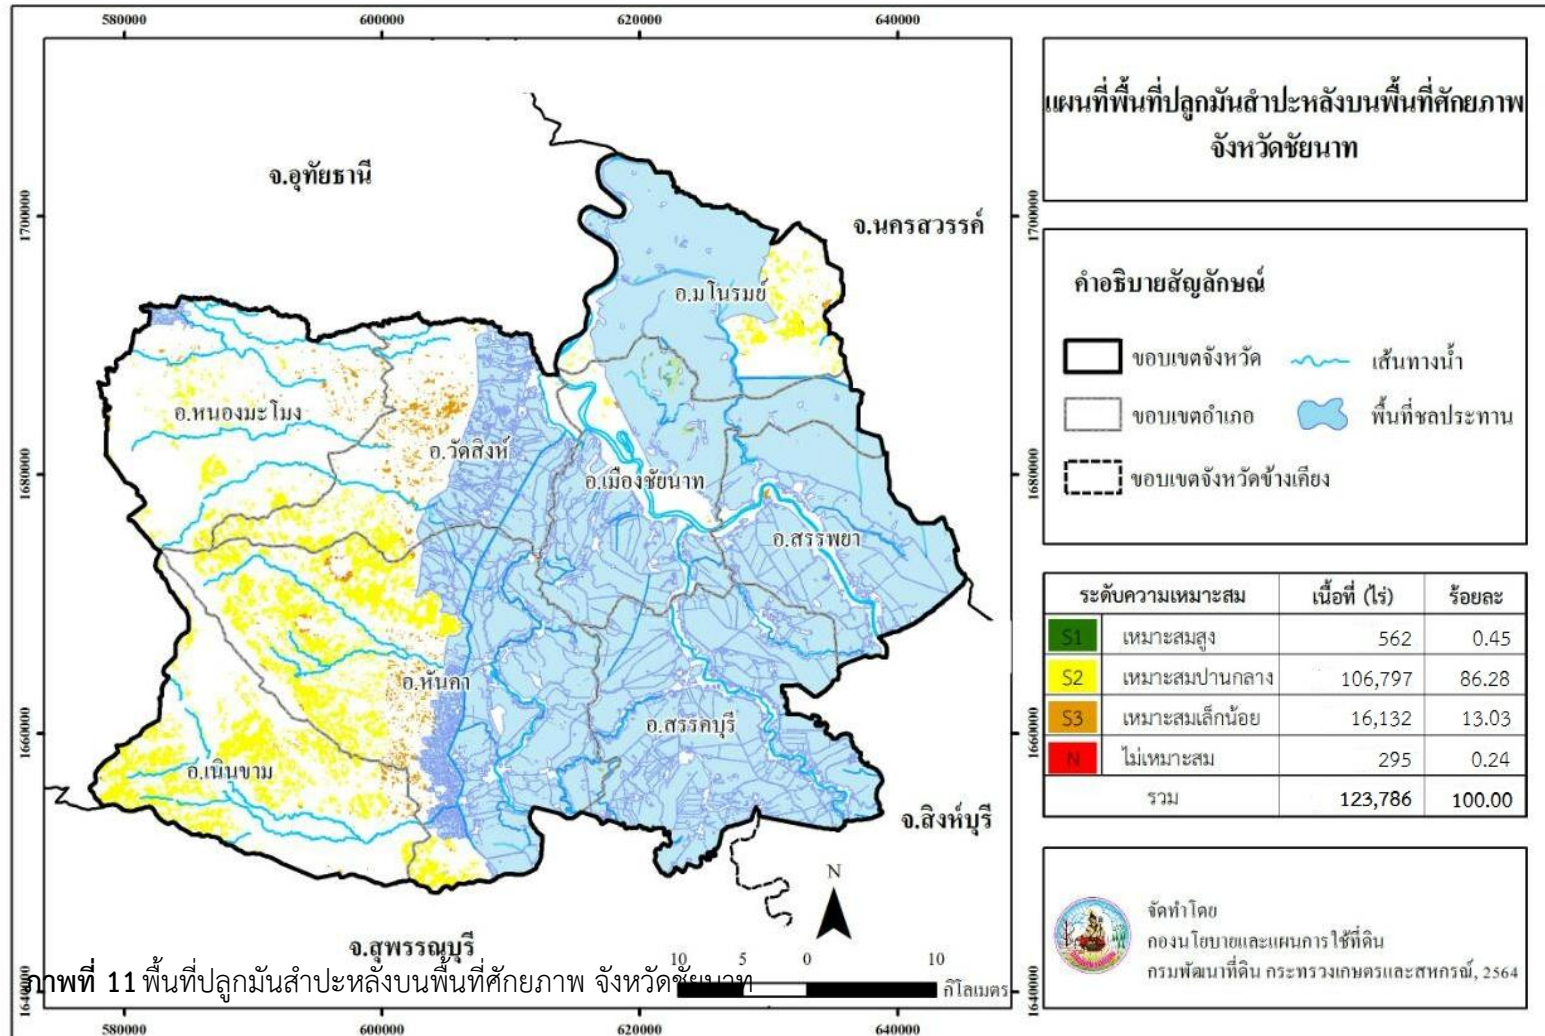 580000 600000 620000 640000
แผนที่พื้นที่ปลูกมันสำปะหลังบนพื้นที่ศักยภาพ
จังหวัดชัยนาท
จ.อุทัยธานี
จ.นครสวรรค์
1700000
1700000
อ.มโนรมย์
คำอธิบายสัญลักษณ์
ขอบเขตจังหวัด
เส้นทางน้ำ
ขอบเขตอำเภอ
พื้นที่ชลประทาน
ขอบเขตจังหวัดข้างเคียง
อ.หนองมะโมง
อ.วัดสิงห์
อ.เมืองชัยนาท
1680000
1680000
อ.สรรพยา
ระดับความเหมาะสม เนื้อที่ (ไร่) ร้อยละ
S1 เหมาะสมสูง 562 0.45
S2 เหมาะสมปานกลาง 106,797 86.28
S3 เหมาะสมเล็กน้อย 16,132 13.03
N ไม่เหมาะสม 295 0.24
รวม 123,786 100.00
อ.หันคา
อ.สรรคบุรี
1660000
1660000
อ.เนินขาม
จ.สิงห์บุรี
N
จ.สุพรรณบุรี
10 5 0 10
กิโลเมตร
ภาพที่ 11 พื้นที่ปลูกมันสำปะหลังบนพื้นที่ศักยภาพ จังหวัดชัยนาท
1640000
1640000
จัดทำโดย
กองนโยบายและแผนการใช้ที่ดิน
กรมพัฒนาที่ดิน กระทรวงเกษตรและสหกรณ์, 2564
580000 600000 620000 640000